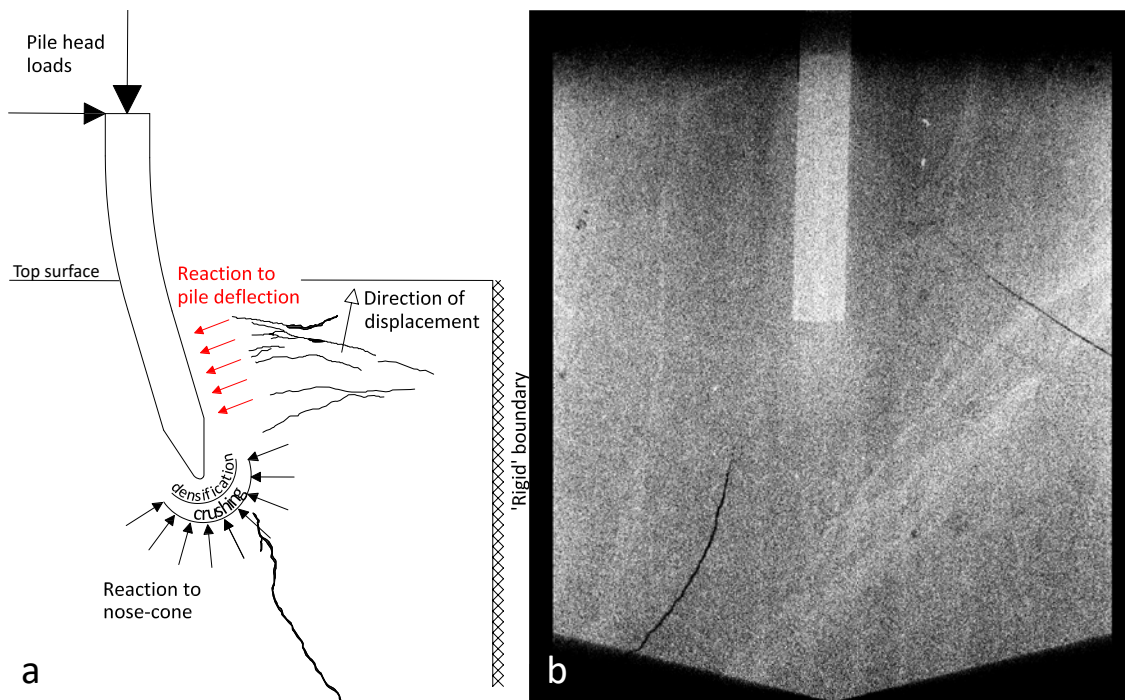 Pile head
loads
Top surface
Reaction to
pile deflection
Direction of
displacement
'Rigid' boundary
densification
crushing
Reaction to
nose-cone
a
b